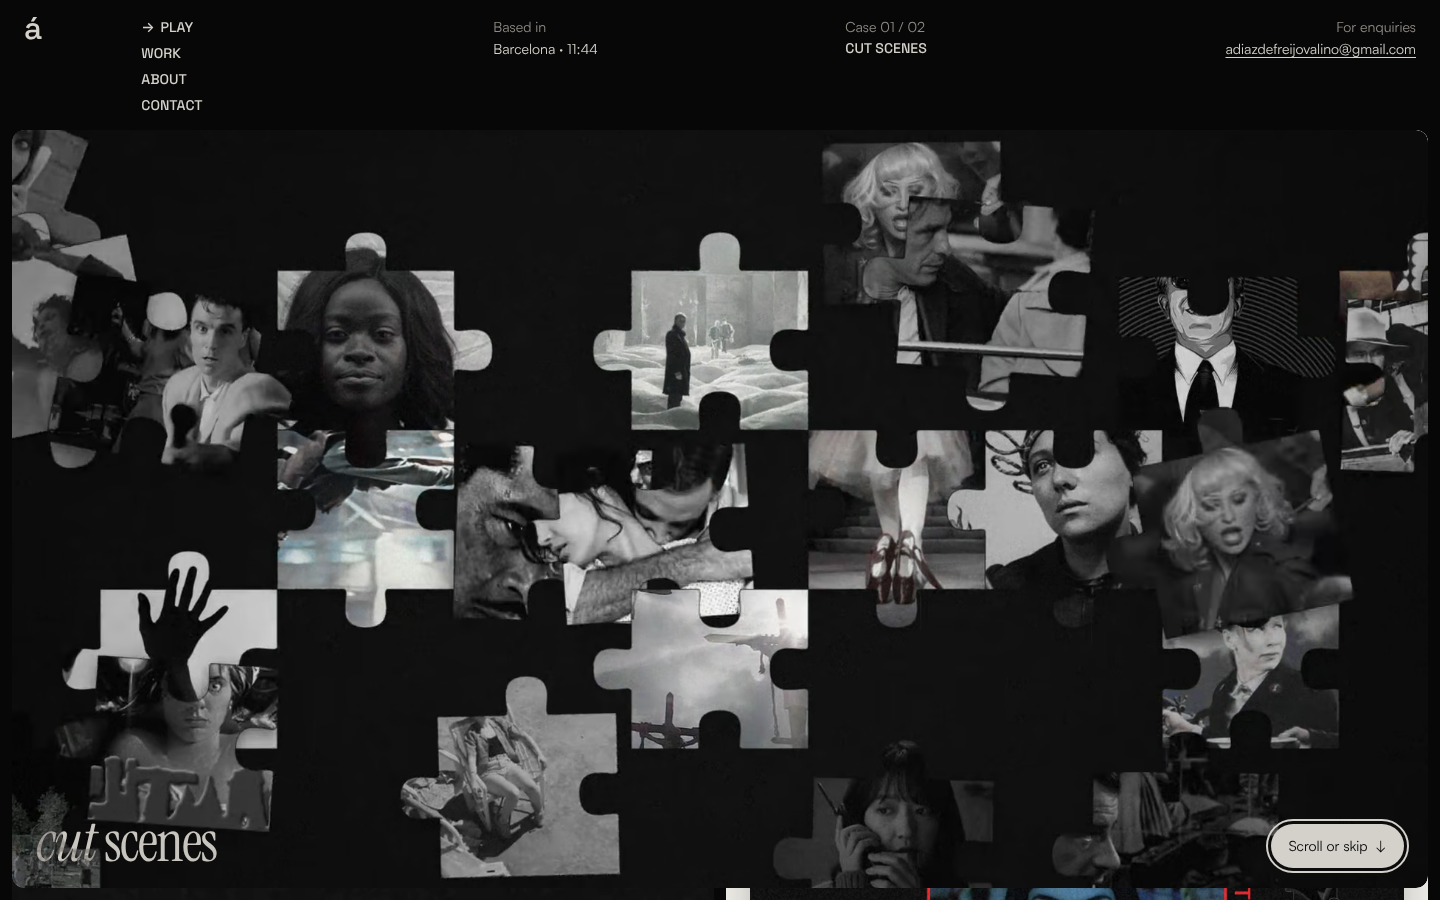 á
→ PLAY
WORK
ABOUT
CONTACT
Based in
Barcelona • 11:44
Case 01 / 02
CUT SCENES
For enquiries
adiazdefreijovalino@gmail.com
cut scenes
Scroll or skip ↓